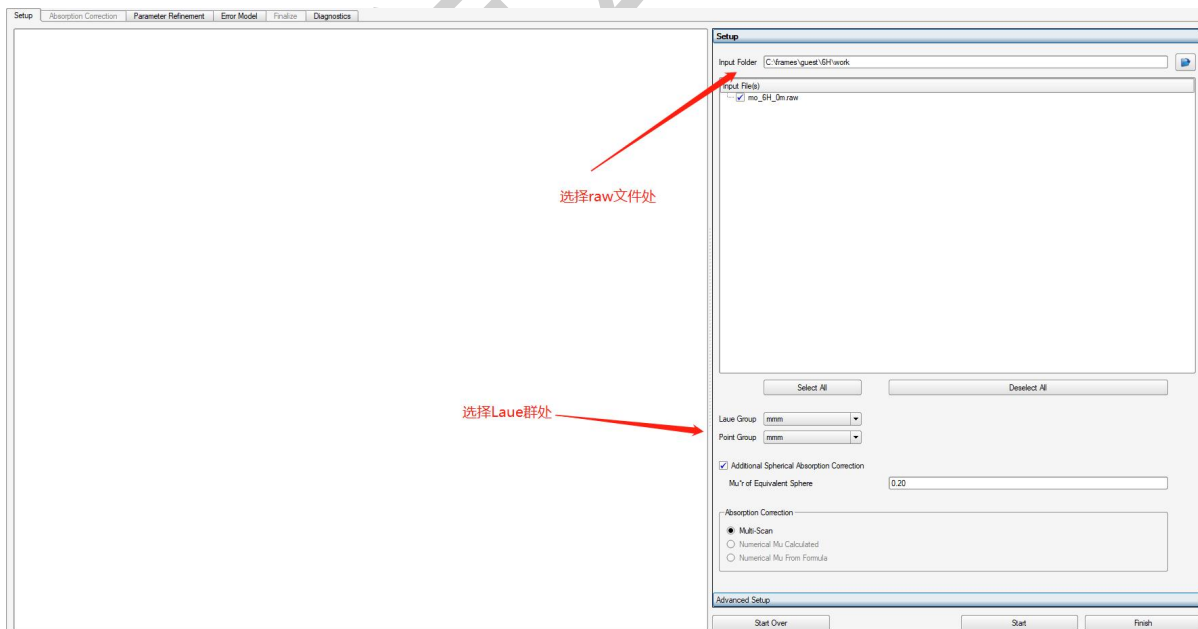 Setup Absorption Correction Parameter Refinement Error Model Finalize Diagnostics
Setup
Input Folder C:\frames\guest\6H\work
Input File(s)
mo_6H_0m.raw
选择raw文件处
Select All Deselect All
选择Laue群处
Laue Group mmm
Point Group mmm
Additional Spherical Absorption Correction
Mu*r of Equivalent Sphere 0.20
Absorption Correction
Multi-Scan
Numerical Mu Calculated
Numerical Mu From Formula
Advanced Setup
Start Over Start Finish